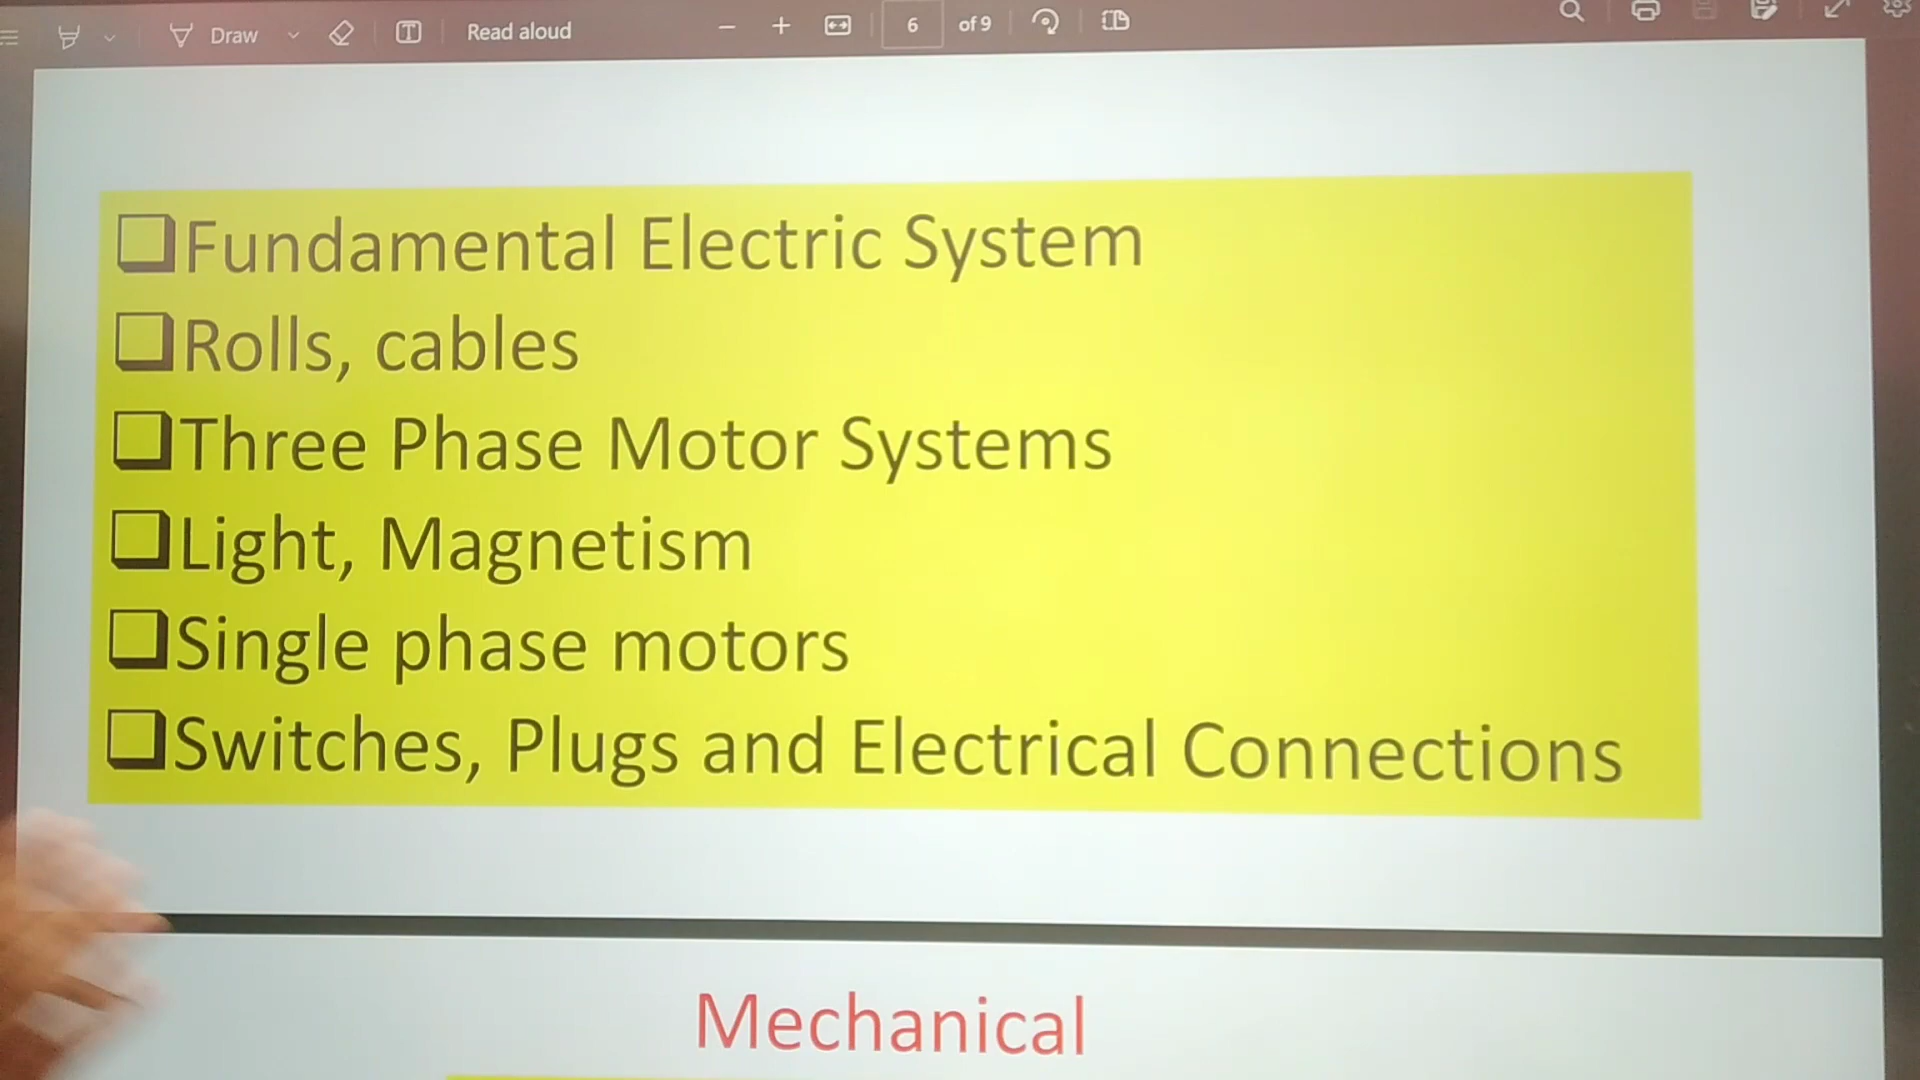 Draw
Read aloud
6 of 9
Fundamental Electric System
Rolls, cables
Three Phase Motor Systems
Light, Magnetism
Single phase motors
Switches, Plugs and Electrical Connections
Mechanical